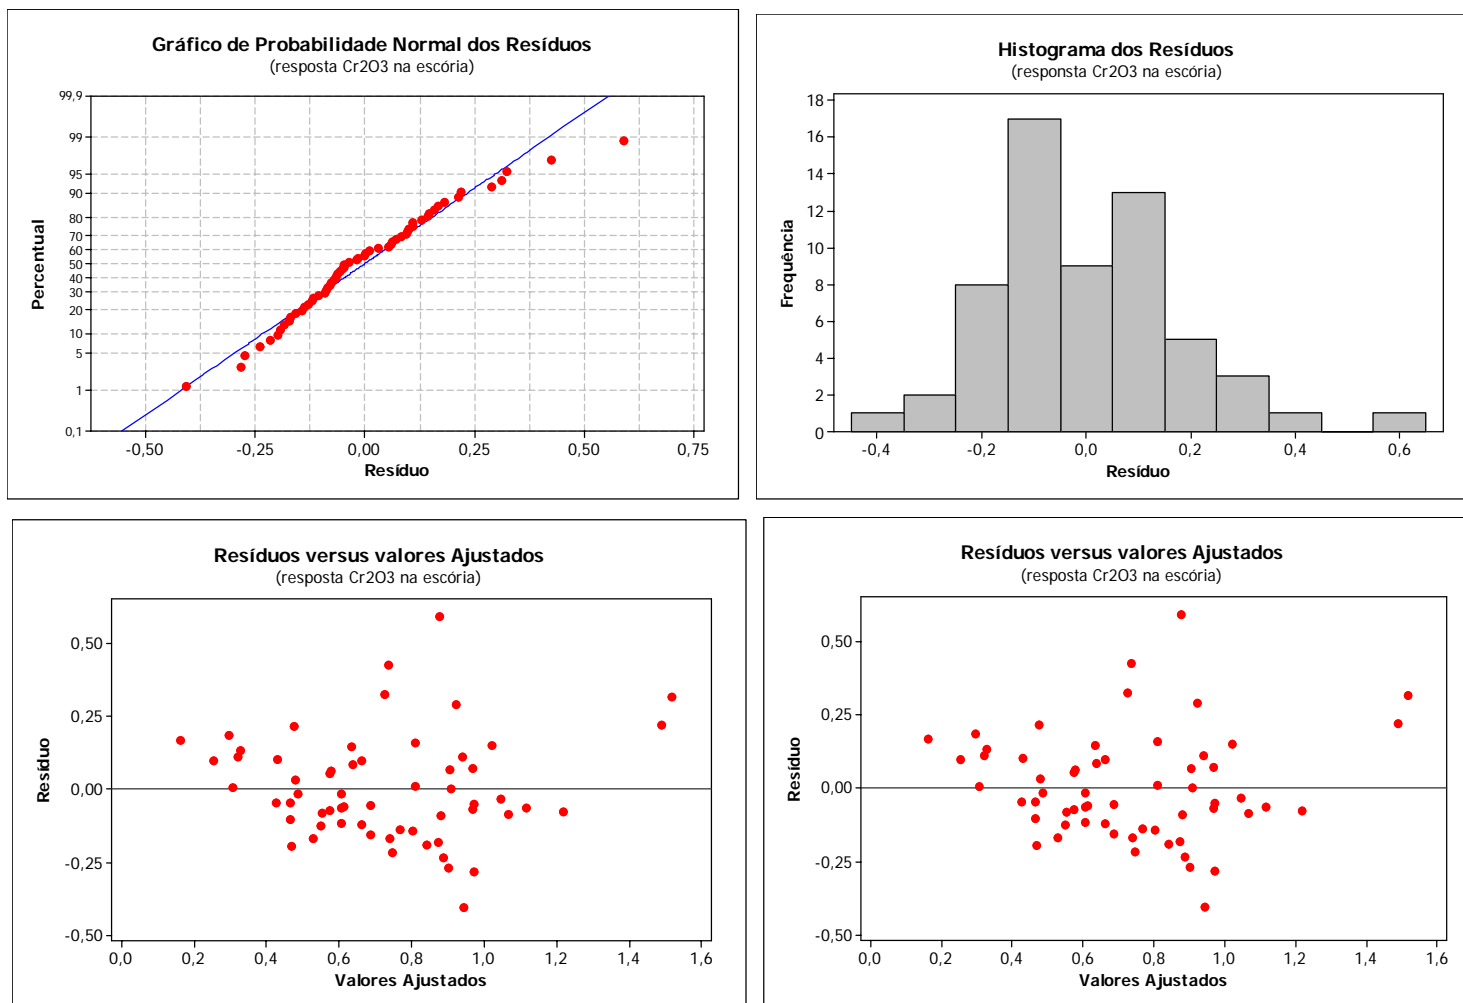 Gráfico de Probabilidade Normal dos Resíduos
(resposta Cr2O3 na escória)
99,9
99
95
90
80
70
60
50
40
30
20
10
5
1
0,1
Percentual
-0,50 -0,25 0,00 0,25 0,50 0,75
Resíduo
Histograma dos Resíduos
(responsta Cr2O3 na escória)
18
16
14
12
10
8
6
4
2
0
Frequência
-0,4 -0,2 0,0 0,2 0,4 0,6
Resíduo
Resíduos versus valores Ajustados
(resposta Cr2O3 na escória)
0,50
0,25
0,00
-0,25
-0,50
Resíduo
0,0 0,2 0,4 0,6 0,8 1,0 1,2 1,4 1,6
Valores Ajustados
Resíduos versus valores Ajustados
(resposta Cr2O3 na escória)
0,50
0,25
0,00
-0,25
-0,50
Resíduo
0,0 0,2 0,4 0,6 0,8 1,0 1,2 1,4 1,6
Valores Ajustados